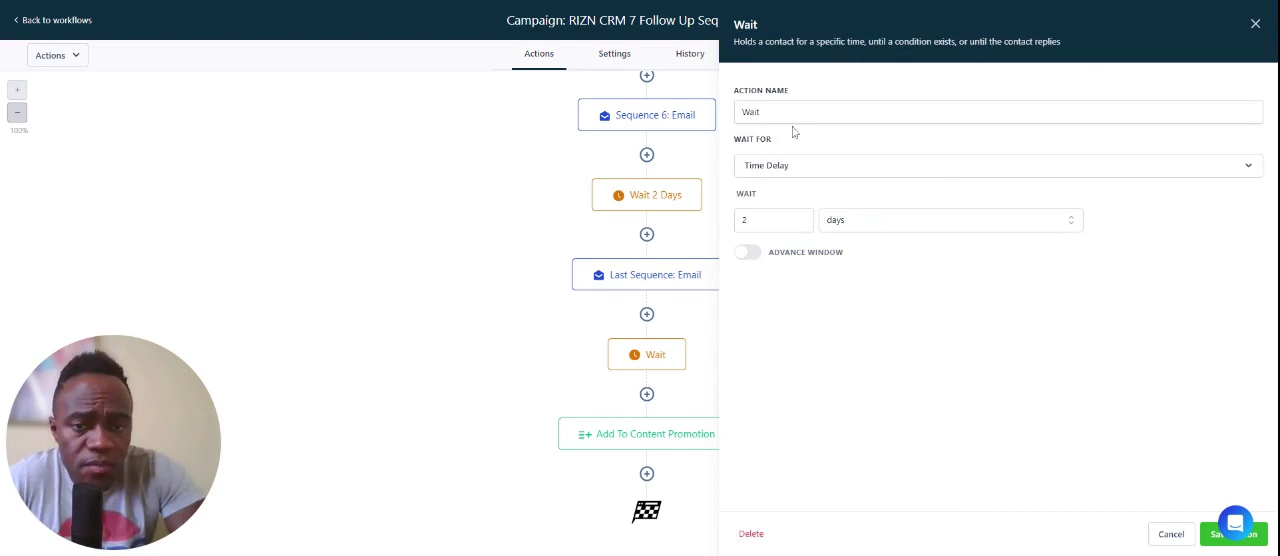 Back to workflows
Campaign: RIZN CRM 7 Follow Up Seq
Wait
Holds a contact for a specific time, until a condition exists, or until the contact replies
Actions
Actions
Settings
History
100%
ACTION NAME
Wait
WAIT FOR
Time Delay
WAIT
2
days
ADVANCE WINDOW
Sequence 6: Email
Wait 2 Days
Last Sequence: Email
Wait
Add To Content Promotion
Delete
Cancel